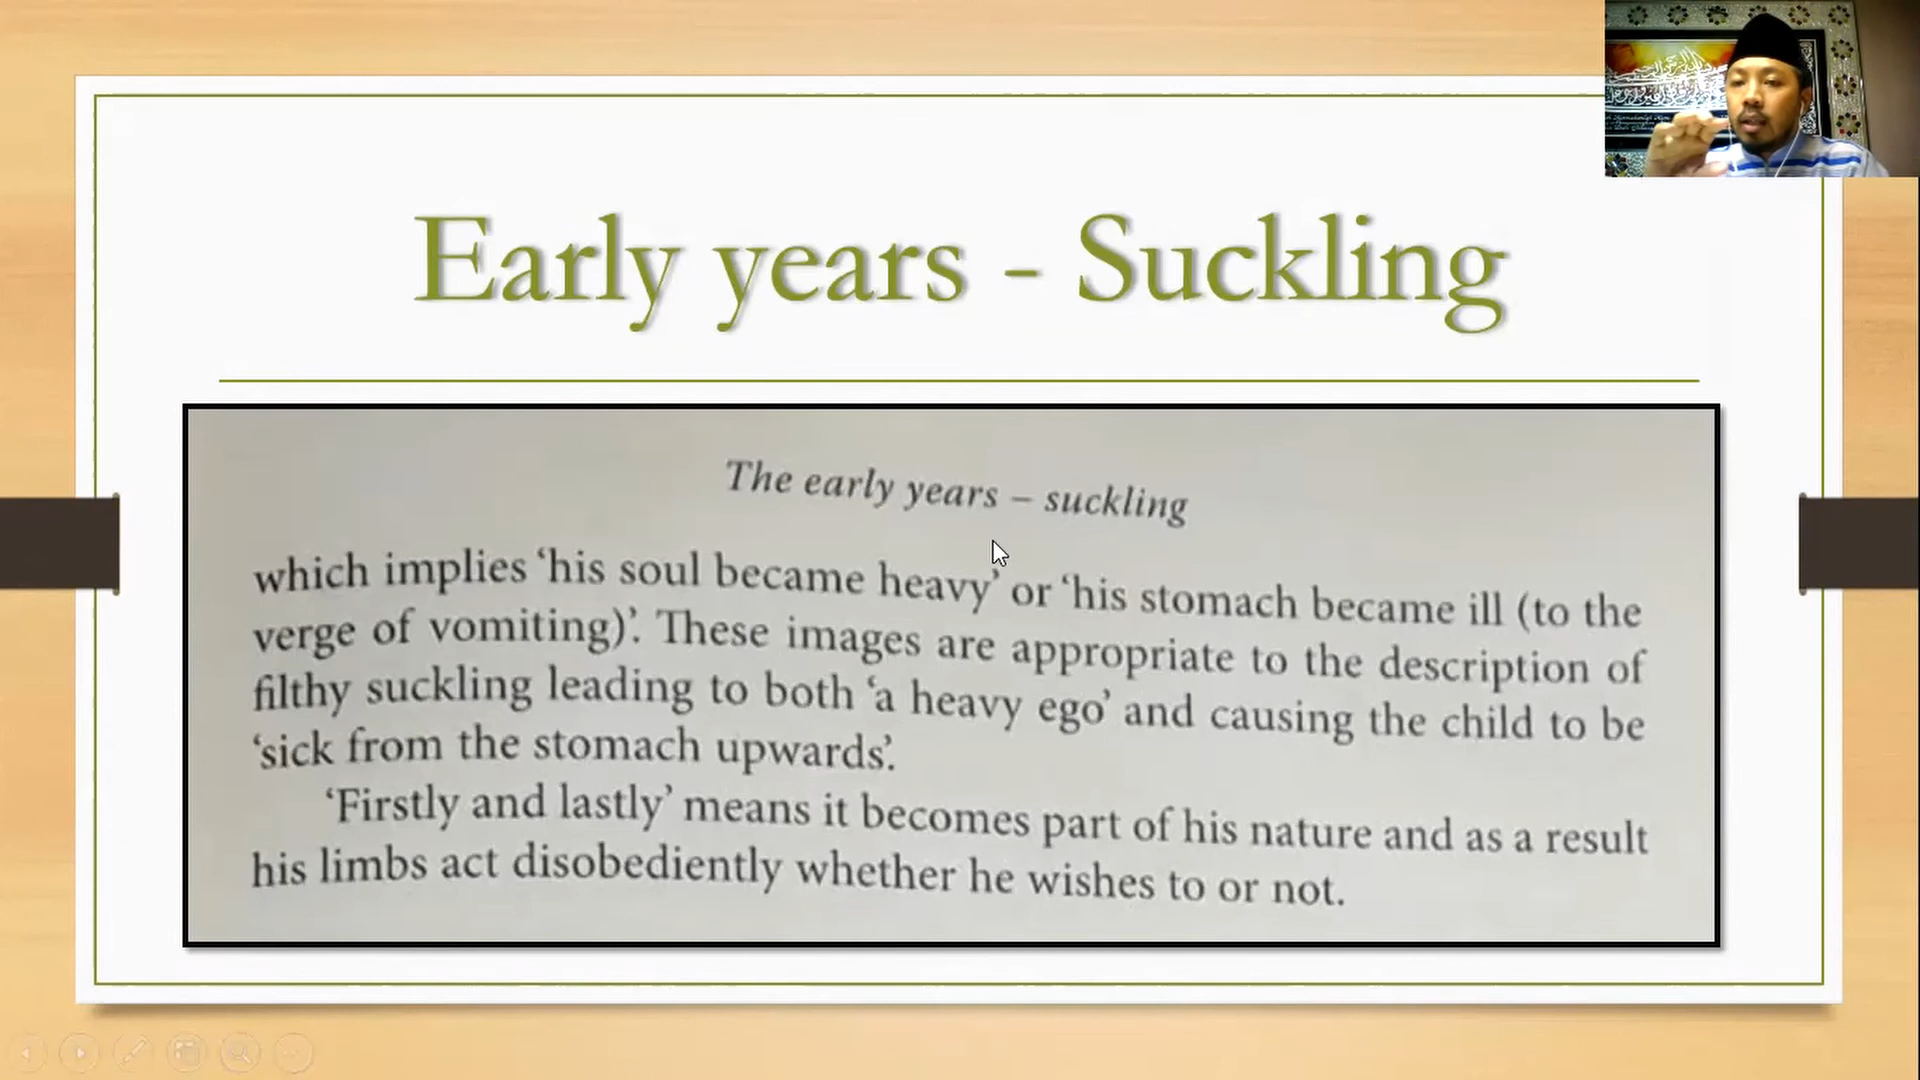 Early years - Suckling
The early years – suckling
which implies ‘his soul became heavy’ or ‘his stomach became ill (to the
verge of vomiting)’. These images are appropriate to the description of
filthy suckling leading to both ‘a heavy ego’ and causing the child to be
‘sick from the stomach upwards’.
‘Firstly and lastly’ means it becomes part of his nature and as a result
his limbs act disobediently whether he wishes to or not.